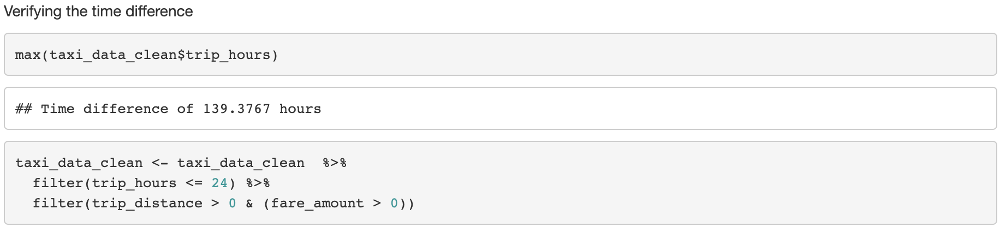 Verifying the time difference
max(taxi_data_clean$trip_hours)
## Time difference of 139.3767 hours
taxi_data_clean <- taxi_data_clean  %>%
  filter(trip_hours <= 24) %>%
  filter(trip_distance > 0 & (fare_amount > 0))